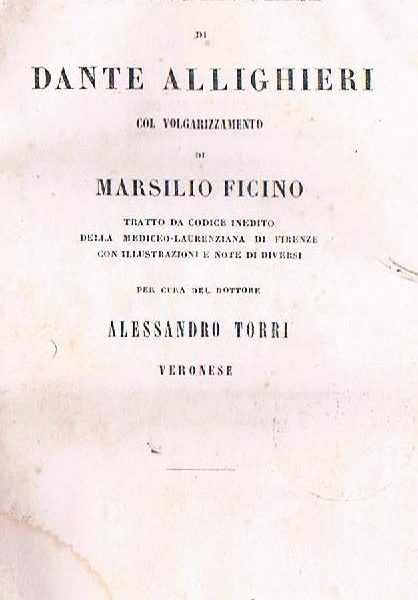 DI
DANTE ALLIGHIERI
COL VOLGARIZZAMENTO
DI
MARSILIO FICINO
TRATTO DA CODICE INEDITO
DELLA MEDICEO-LAURENZIANA DI FIRENZE
CON ILLUSTRAZIONI E NOTE DI DIVERSI
PER CURA DEL DOTTORE
ALESSANDRO TORRI
VERONESE